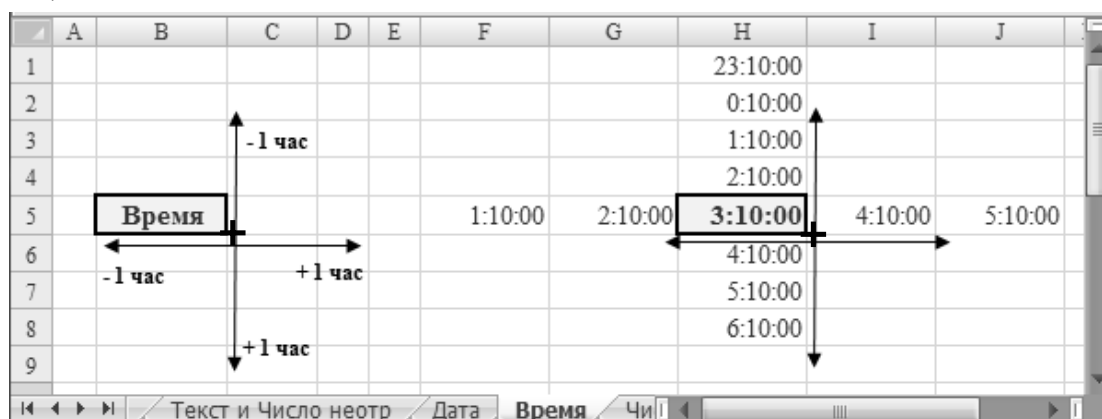 A B C D E F G H I J
1 23:10:00
2 0:10:00
3 -1 час 1:10:00
4 2:10:00
5 Время 1:10:00 2:10:00 3:10:00 4:10:00 5:10:00
6 4:10:00
-1 час +1 час
7 5:10:00
8 6:10:00
+1 час
9
Текст и Число неотр Дата Время Чи